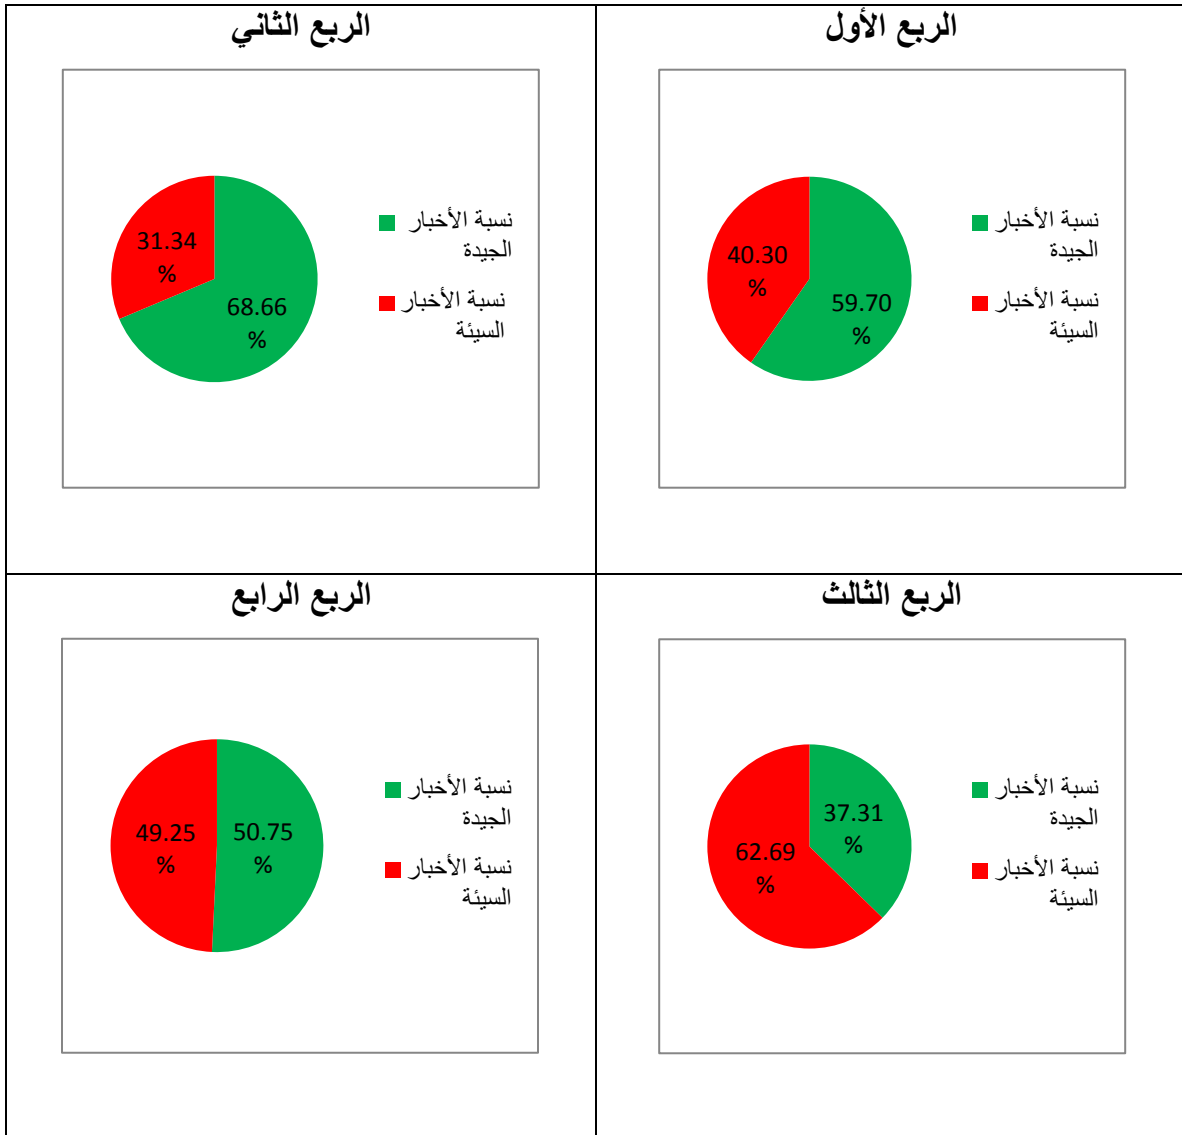 الربع الأول
59.70
%
40.30
%
نسبة الأخبار
الجيدة
نسبة الأخبار
السيئة
الربع الثاني
68.66
%
31.34
%
نسبة الأخبار
الجيدة
نسبة الأخبار
السيئة
الربع الثالث
37.31
%
62.69
%
نسبة الأخبار
الجيدة
نسبة الأخبار
السيئة
الربع الرابع
50.75
%
49.25
%
نسبة الأخبار
الجيدة
نسبة الأخبار
السيئة